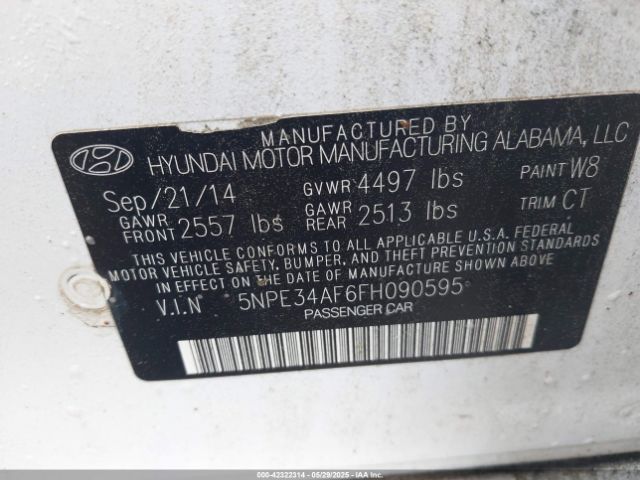 MANUFACTURED BY
HYUNDAI MOTOR MANUFACTURING ALABAMA, LLC
Sep/21/14 GVWR 4497 lbs PAINT W8
GAWR FRONT 2557 lbs GAWR REAR 2513 lbs TRIM CT
THIS VEHICLE CONFORMS TO ALL APPLICABLE U.S.A. FEDERAL
MOTOR VEHICLE SAFETY, BUMPER, AND THEFT PREVENTION STANDARDS
IN EFFECT ON THE DATE OF MANUFACTURE SHOWN ABOVE.
V.I.N 5NPE34AF6FH090595
PASSENGER CAR
000-42322314 - 05/29/2025 - IAAI.COM